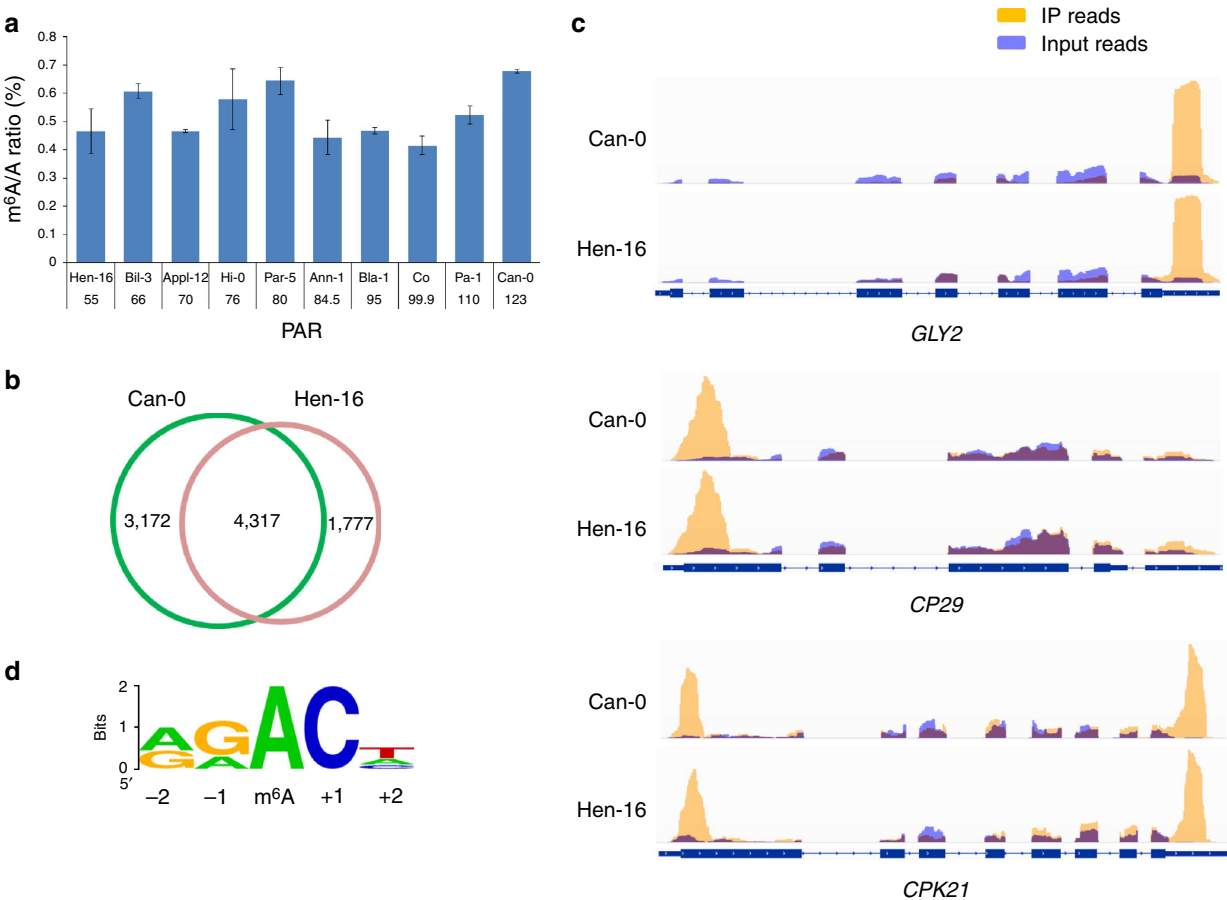 a
0.8
0.7
0.6
0.5
0.4
0.3
0.2
0.1
0
m⁶A/A ratio (%)
Hen-16 Bil-3 Appl-12 Hi-0 Par-5 Ann-1 Bla-1 Co Pa-1 Can-0
55 66 70 76 80 84.5 95 99.9 110 123
PAR
b
Can-0 Hen-16
3,172 4,317 1,777
c
IP reads
Input reads
Can-0
Hen-16
GLY2
Can-0
Hen-16
CP29
Can-0
Hen-16
CPK21
d
2
1
0
Bits
A G A C T
G A A C
5′
–2 –1 m⁶A +1 +2